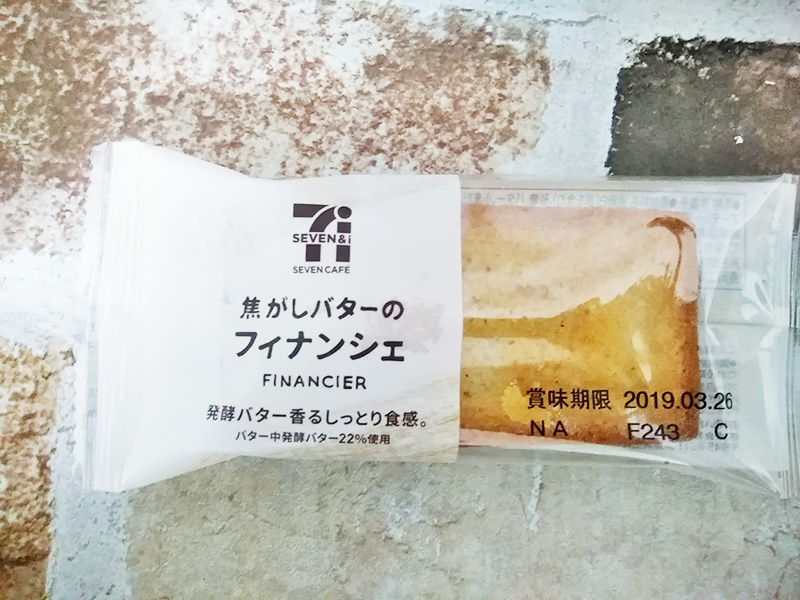 SEVEN&i
SEVEN CAFÉ
焦がしバターの
フィナンシェ
FINANCIER
発酵バター香るしっとり食感。
バター中発酵バター22%使用
賞味期限 2019.03.26
NA F243 C